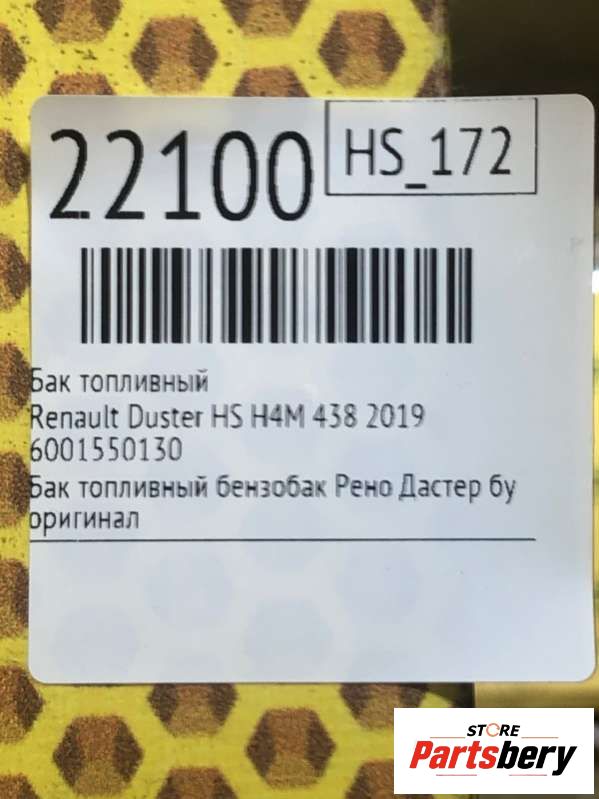 22100
HS_172
Бак топливный
Renault Duster HS H4M 438 2019
6001550130
Бак топливный бензобак Рено Дастер бу
оригинал
STORE
Partsbery